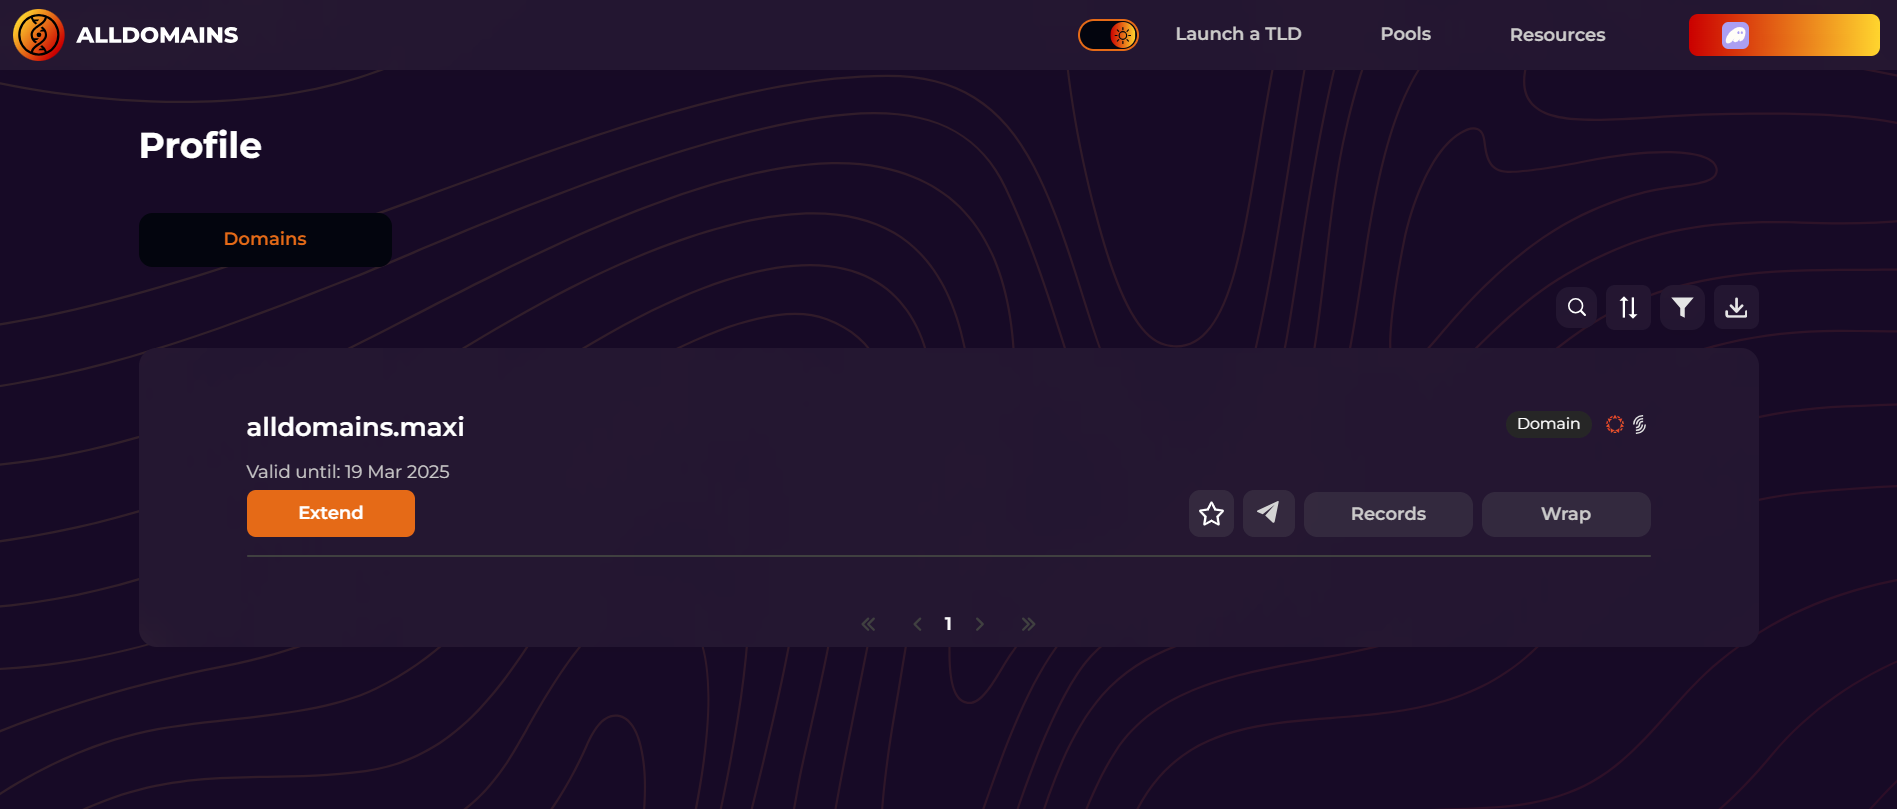 ALLDOMAINS
Launch a TLD
Pools
Resources
Profile
Domains
alldomains.maxi
Domain
Valid until: 19 Mar 2025
Extend
Records
Wrap
« ‹ 1 › »